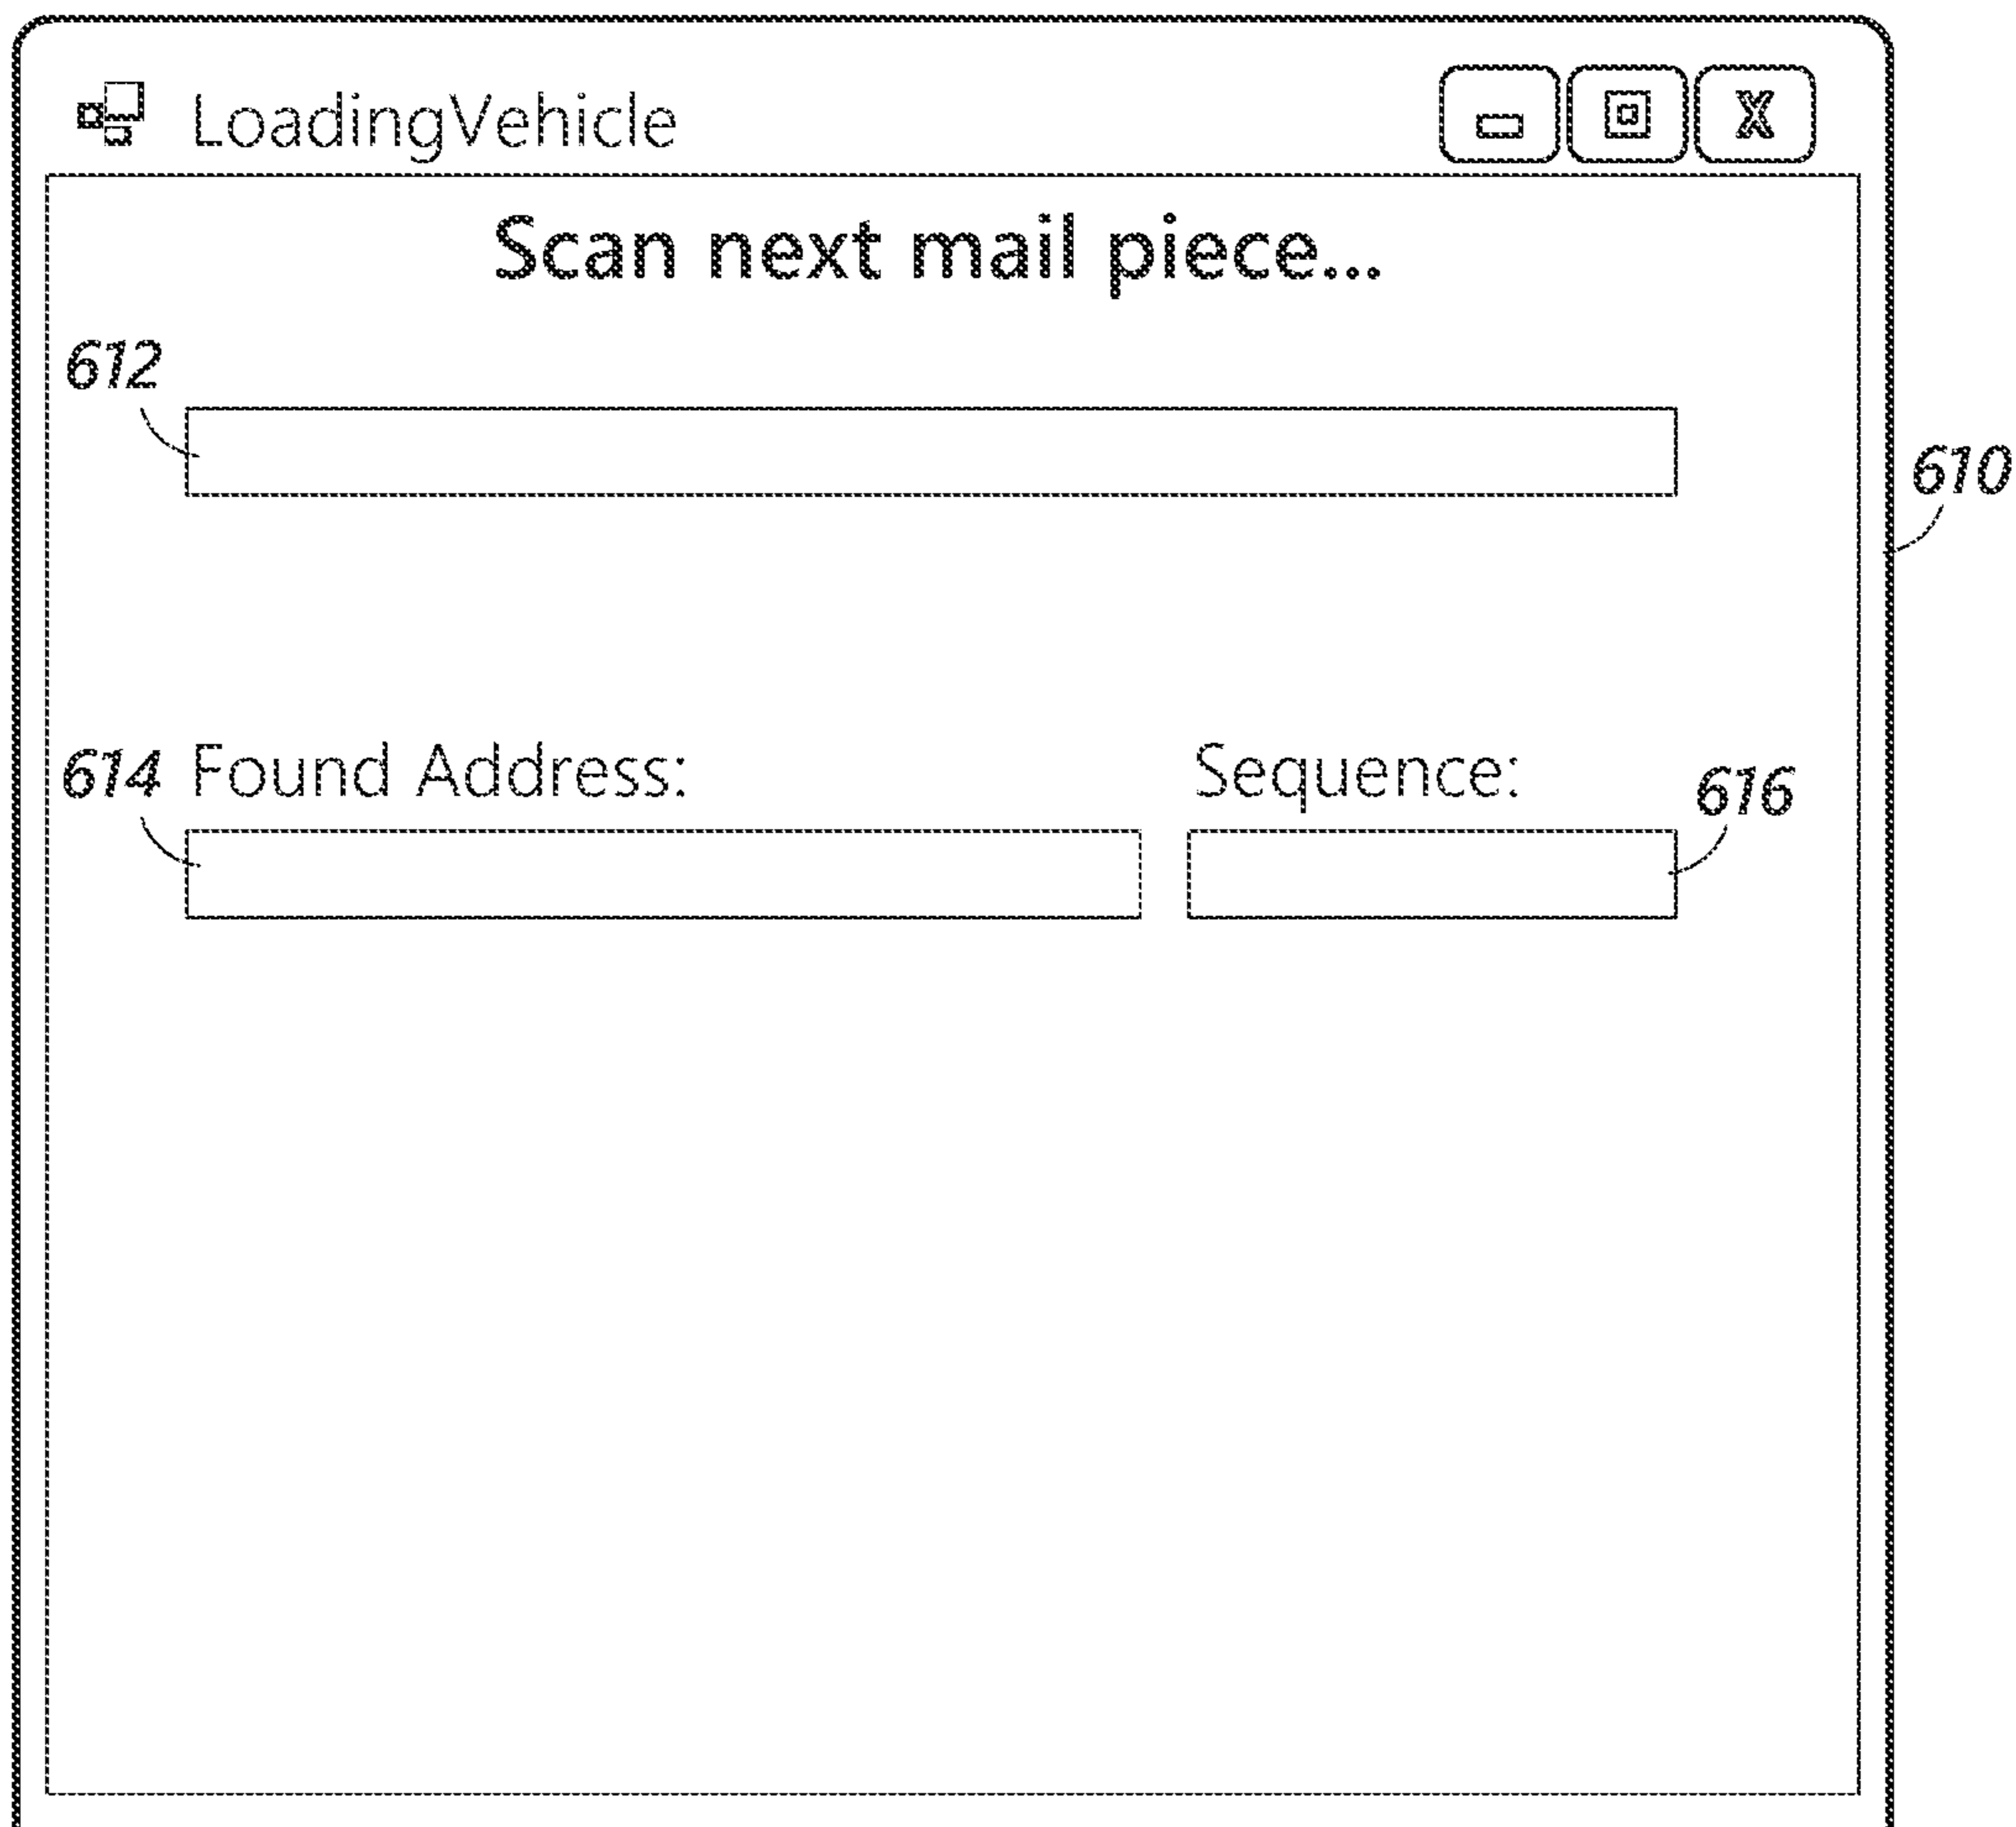 LoadingVehicle X
Scan next mail piece...
612
610
614 Found Address: Sequence: 616